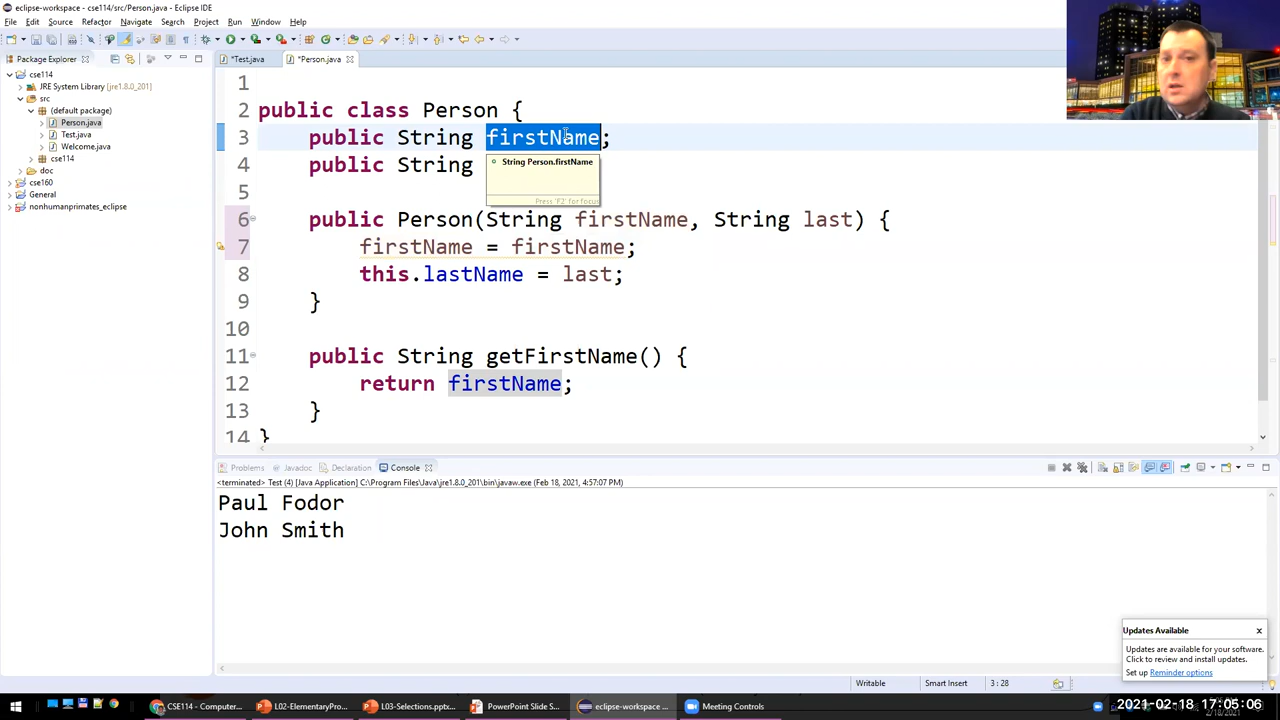 eclipse-workspace - cse114/src/Person.java - Eclipse IDE
File Edit Source Refactor Navigate Search Project Run Window Help
Package Explorer
*Test.java
*Person.java
cse114
JRE System Library [jre1.8.0_201]
src
(default package)
Person.java
Test.java
Welcome.java
cse114
doc
cse160
General
nonhumanprimates_eclipse
1
2 public class Person {
3 public String firstName;
4 public String
String Person.firstName
Press 'F2' for focus
5
6 public Person(String firstName, String last) {
7 firstName = firstName;
8 this.lastName = last;
9 }
10
11 public String getFirstName() {
12 return firstName;
13 }
14 }
Problems Javadoc Declaration Console
<terminated> Test (4) [Java Application] C:\Program Files\Java\jre1.8.0_201\bin\javaw.exe (Feb 18, 2021, 4:57:07 PM)
Paul Fodor
John Smith
Updates Available
Updates are available for your software.
Click to review and install updates.
Set up Reminder options
Writable Smart Insert 3 : 28
CSE114 - Computer...
L02-ElementaryPro...
L03-Selections.pptx...
PowerPoint Slide S...
eclipse-workspace ...
Meeting Controls
2021-02-18 17:05:06